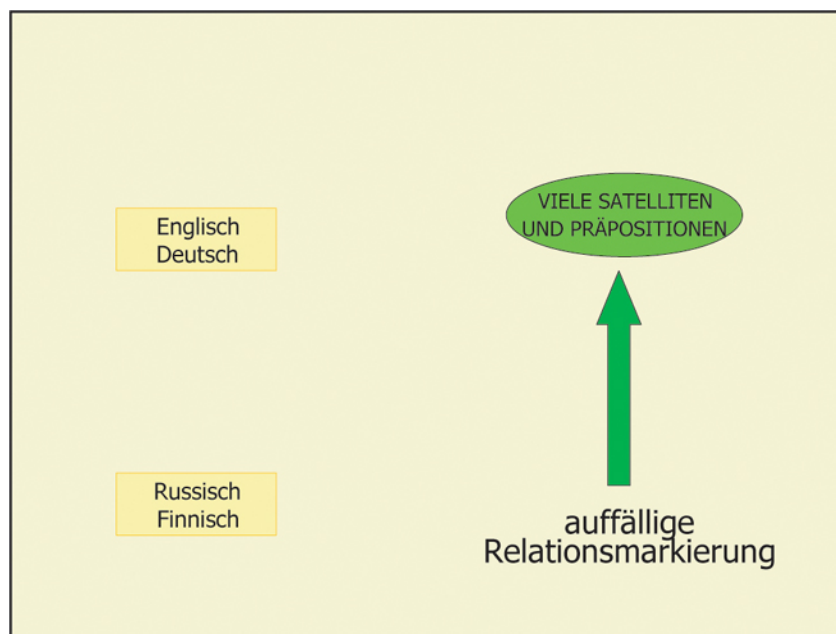 Englisch
Deutsch
VIELE SATELLITEN
UND PRÄPOSITIONEN
Russisch
Finnisch
auffällige
Relationsmarkierung